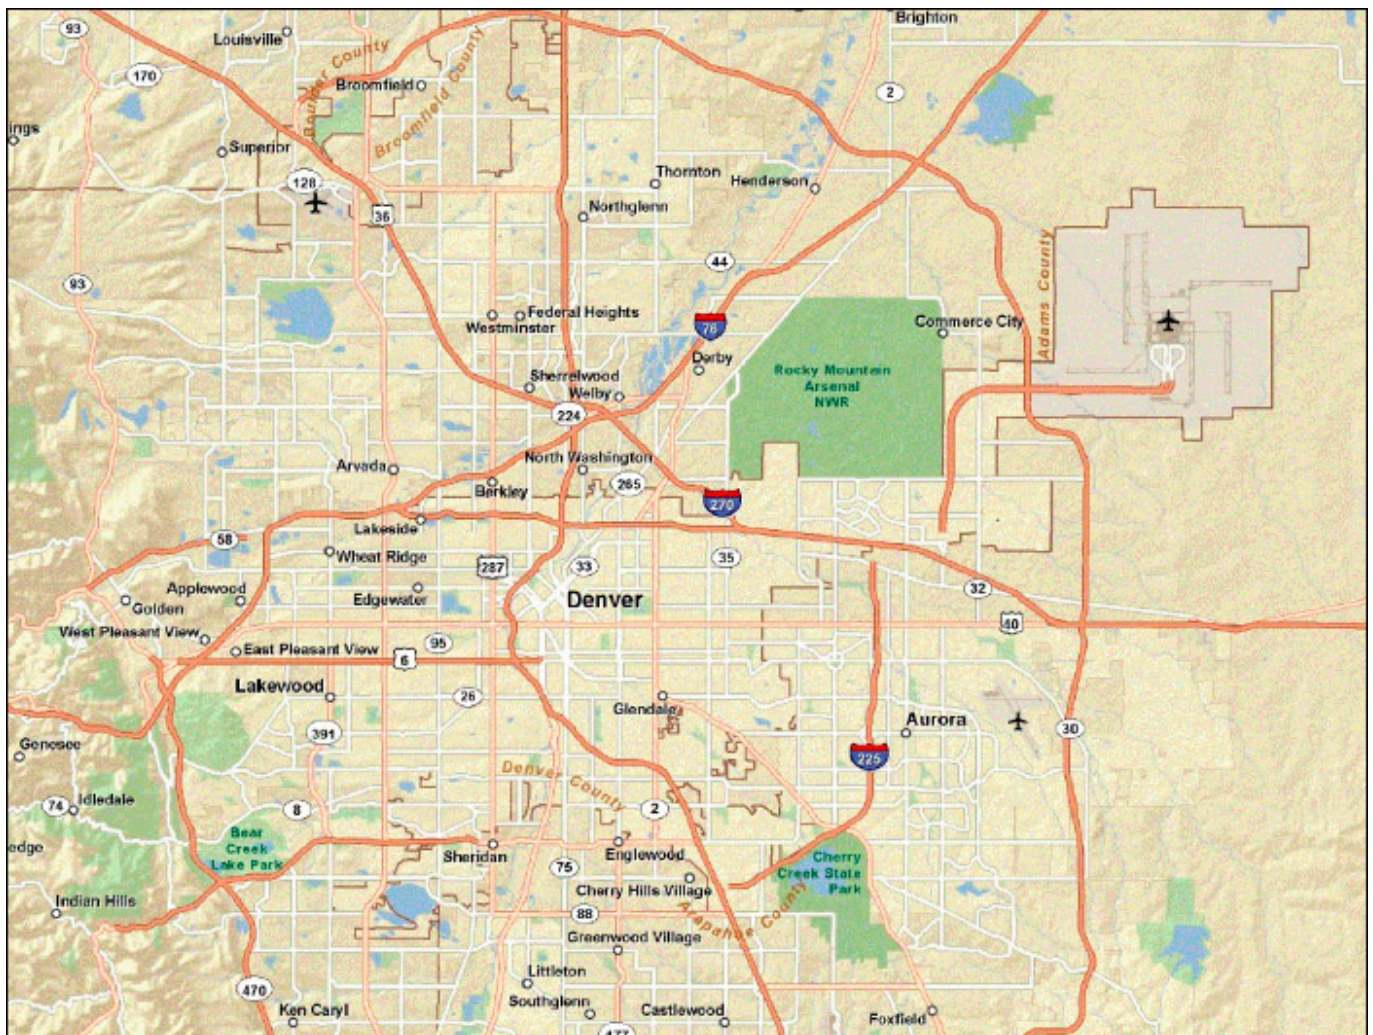 Brighton
93
Louisville
Boulder County
170
Broomfield
Broomfield County
2
ings
Superior
Thornton
Henderson
128
36
Northglenn
44
Adams County
93
Federal Heights
Westminster
76
Commerce City
Derby
Rocky Mountain
Arsenal
NWR
Sherrelwood
Welby
224
Arvada
North Washington
Berkley
265
270
Lakeside
58
Wheat Ridge
287
33
35
Applewood
Golden
Edgewater
Denver
32
40
West Pleasant View
East Pleasant View
95
6
Lakewood
26
Glendale
391
Aurora
30
Genesee
225
Denver County
74
Idledale
8
2
edge
Bear
Creek
Lake Park
Sheridan
Englewood
75
Cherry
Creek State
Park
Cherry Hills Village
Indian Hills
88
Arapahoe County
Greenwood Village
Littleton
470
Southglenn
Ken Caryl
Castlewood
Foxfield
177